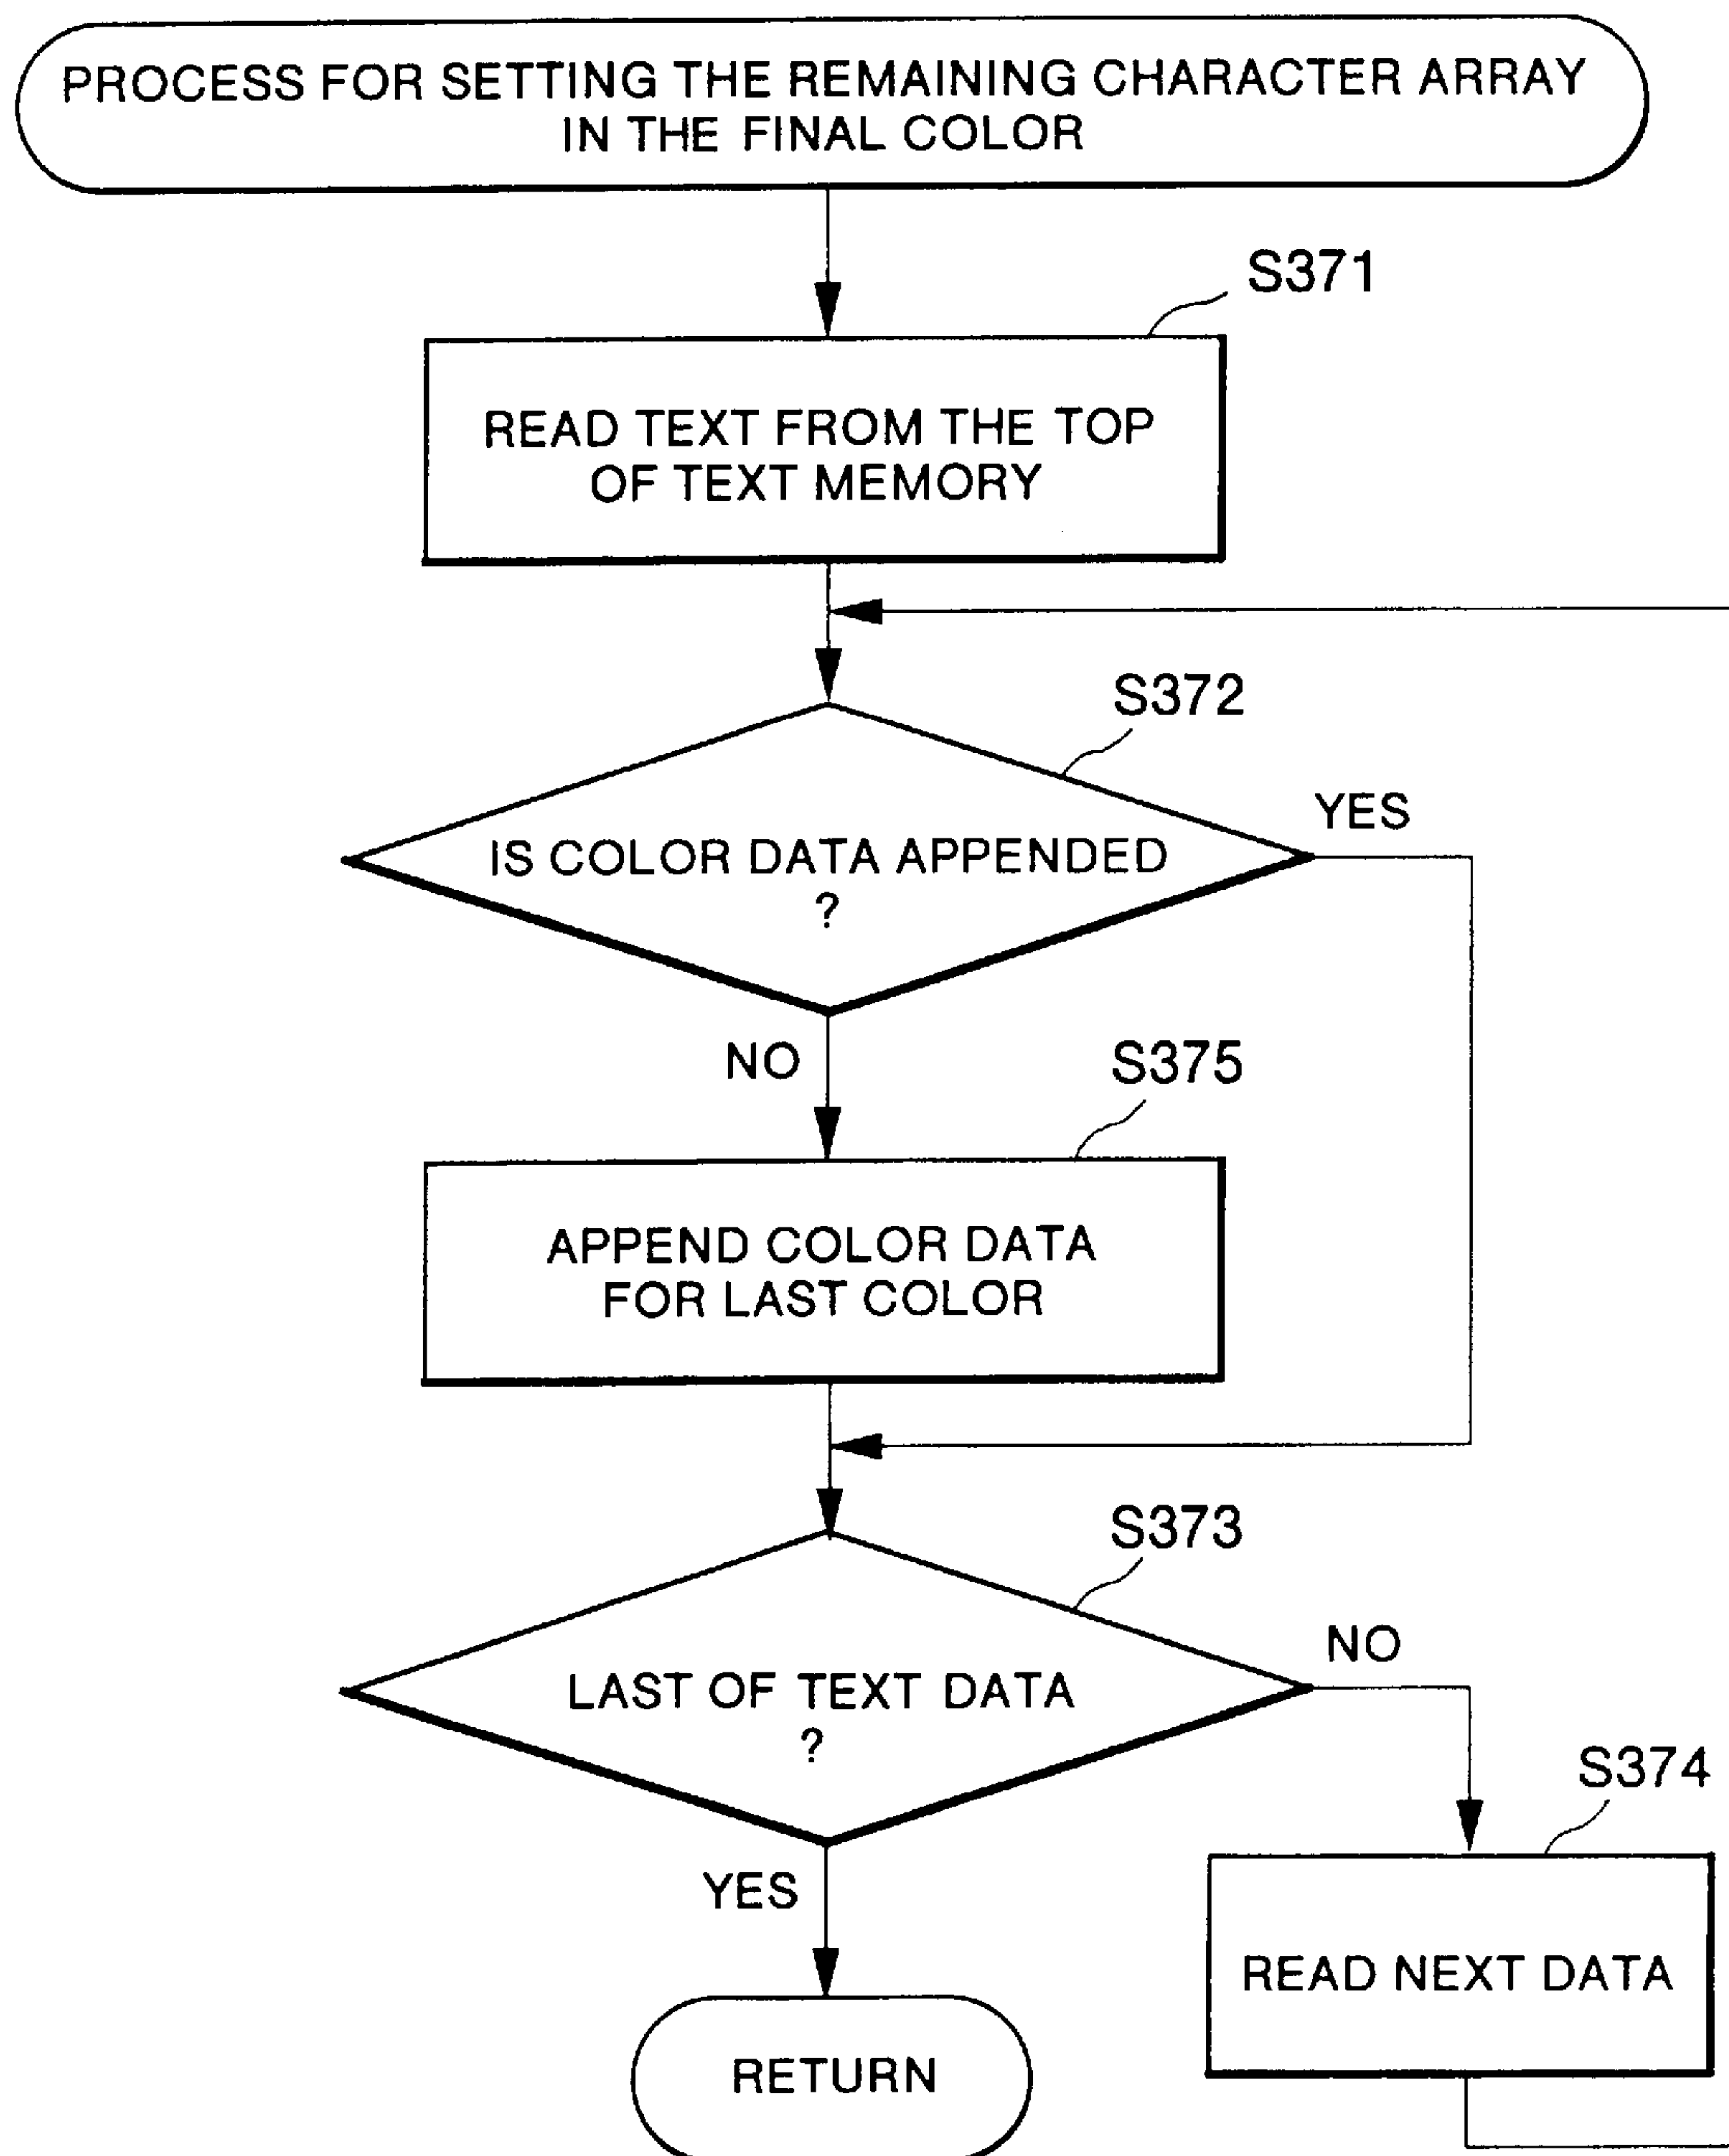 PROCESS FOR SETTING THE REMAINING CHARACTER ARRAY
IN THE FINAL COLOR
S371
READ TEXT FROM THE TOP
OF TEXT MEMORY
S372
YES
IS COLOR DATA APPENDED
?
NO
S375
APPEND COLOR DATA
FOR LAST COLOR
S373
NO
LAST OF TEXT DATA
?
S374
YES
READ NEXT DATA
RETURN